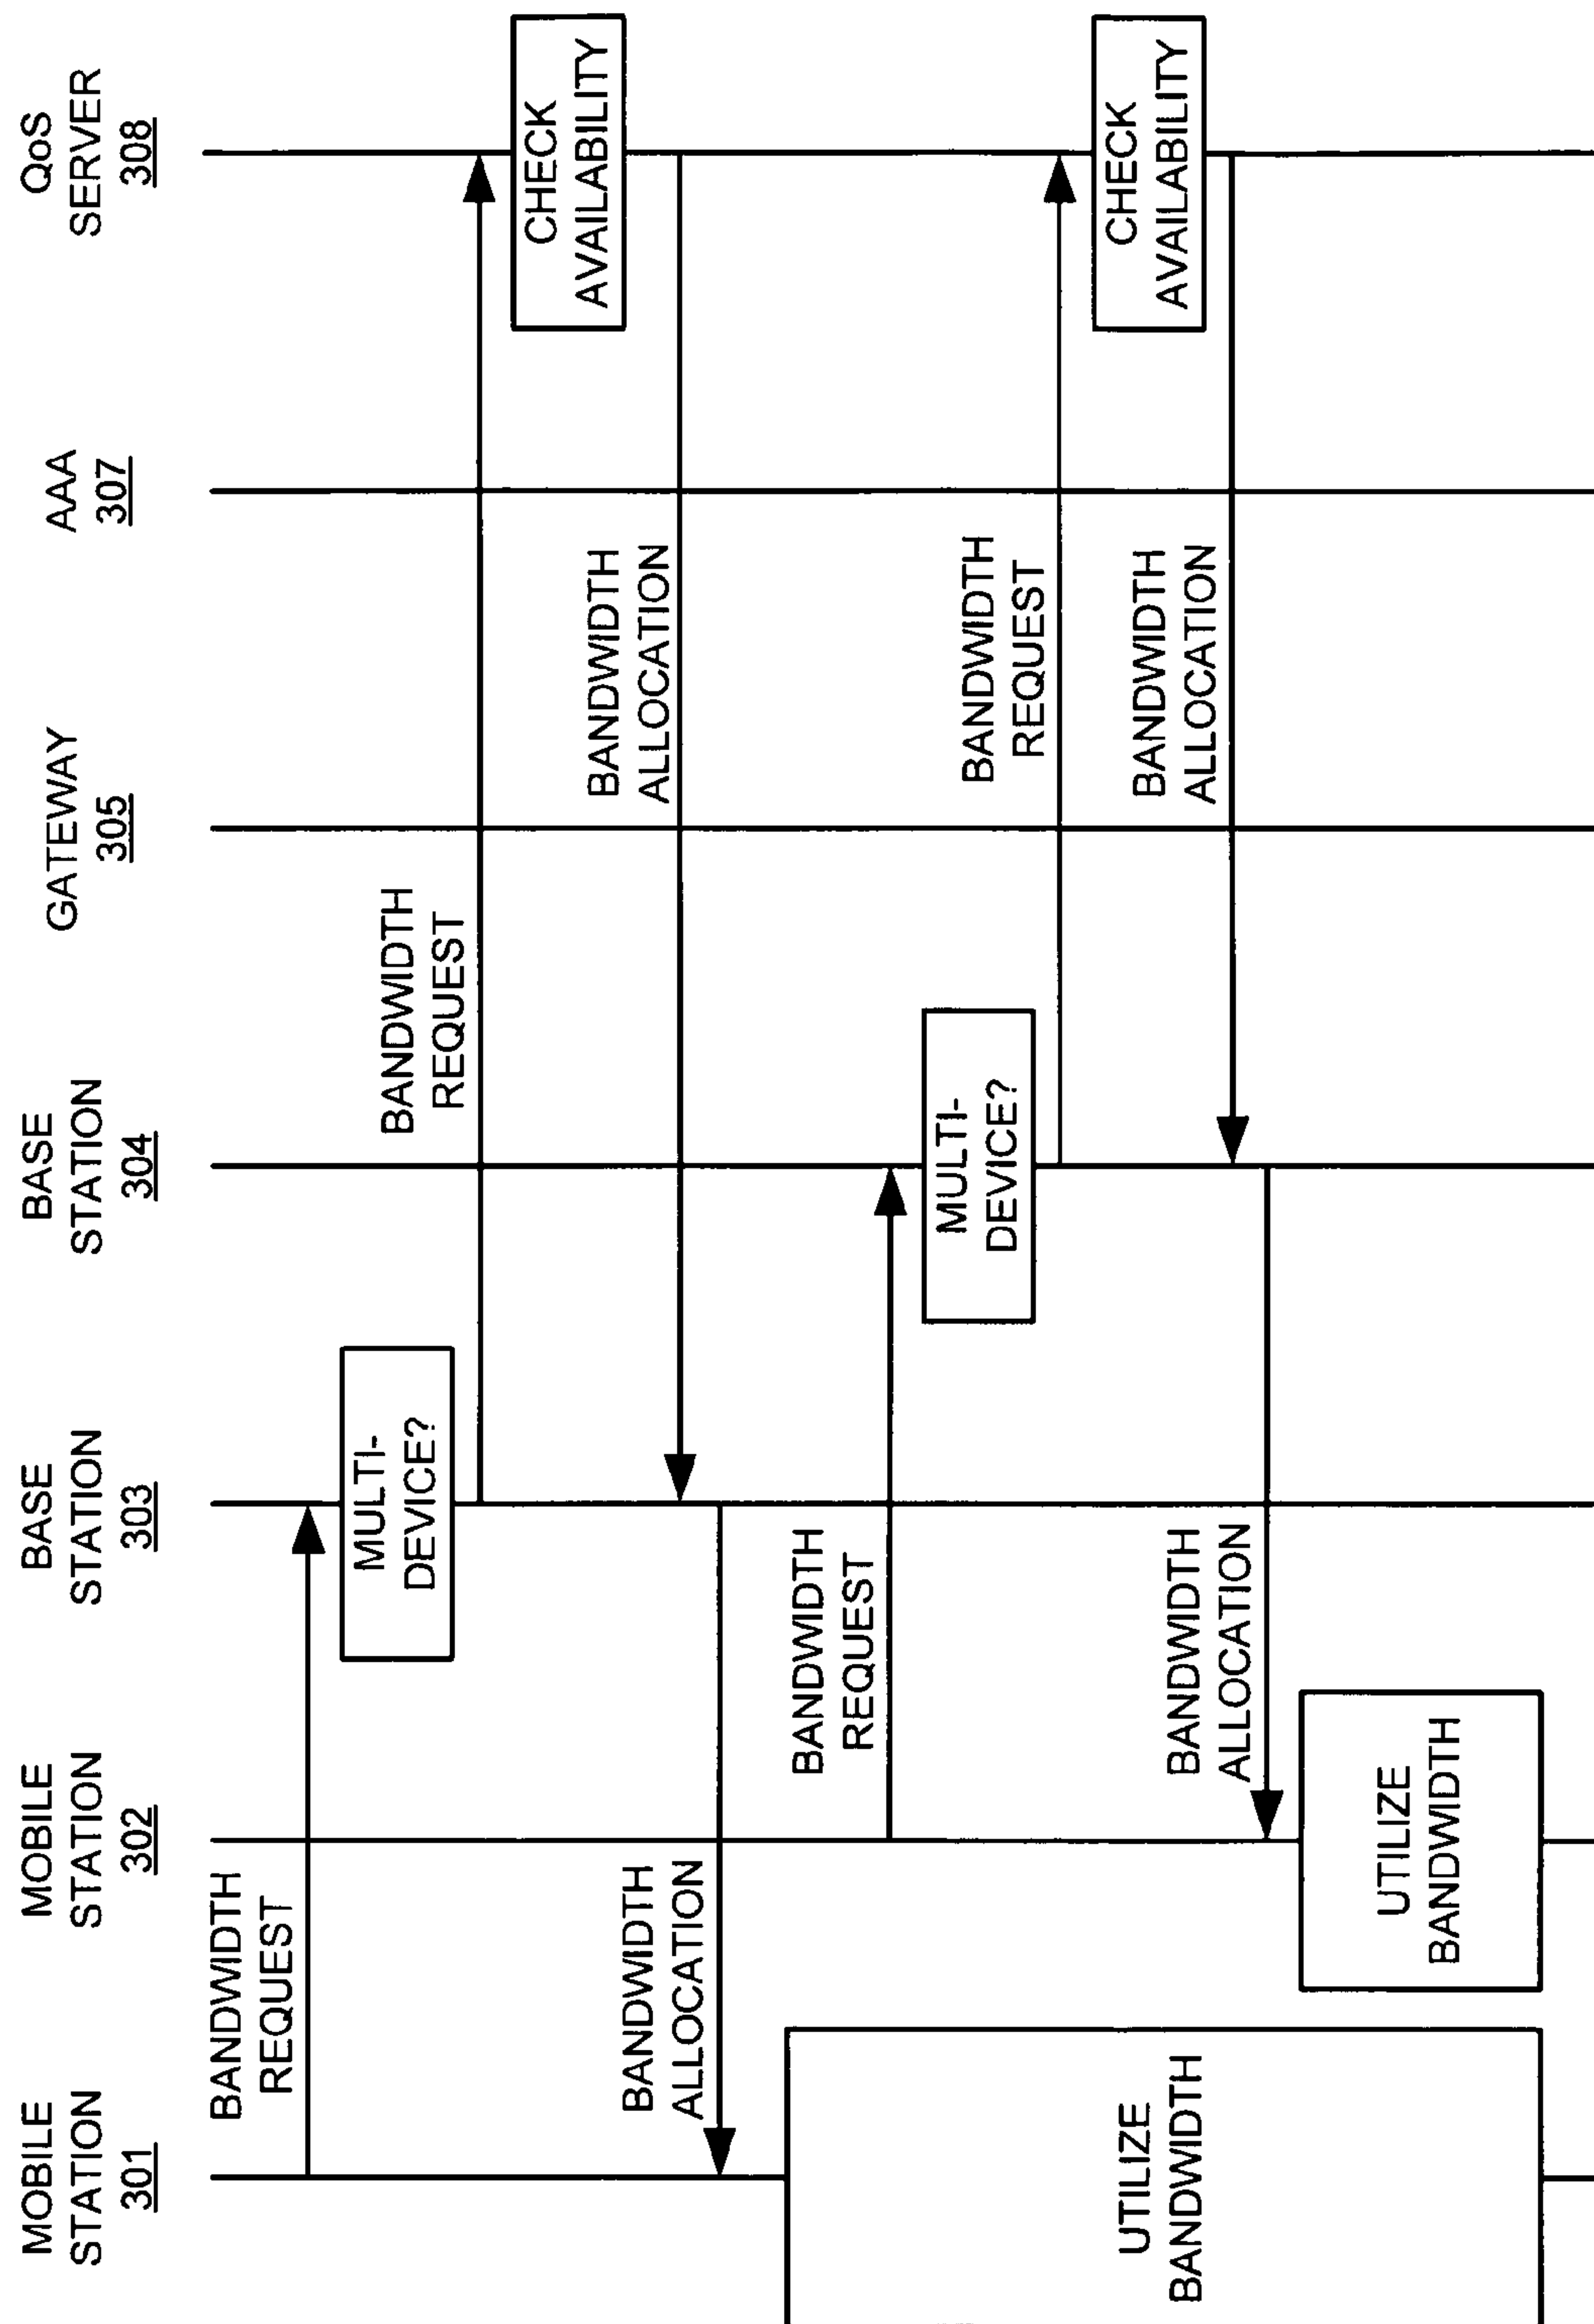 MOBILE
STATION
301
MOBILE
STATION
302
BASE
STATION
303
BASE
STATION
304
GATEWAY
305
AAA
307
QoS
SERVER
308
BANDWIDTH
REQUEST
MULTI-
DEVICE?
BANDWIDTH
REQUEST
CHECK
AVAILABILITY
BANDWIDTH
ALLOCATION
BANDWIDTH
ALLOCATION
UTILIZE
BANDWIDTH
BANDWIDTH
REQUEST
MULTI-
DEVICE?
BANDWIDTH
REQUEST
CHECK
AVAILABILITY
BANDWIDTH
ALLOCATION
BANDWIDTH
ALLOCATION
UTILIZE
BANDWIDTH